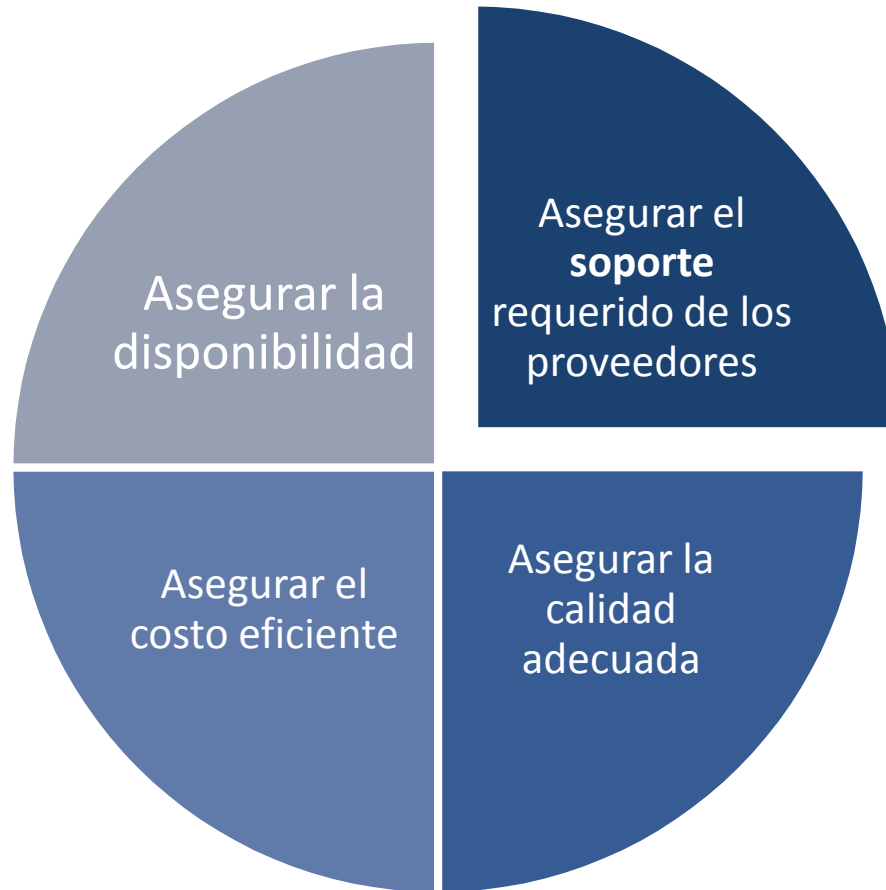 Asegurar la
disponibilidad
Asegurar el
soporte
requerido de los
proveedores
Asegurar el
costo eficiente
Asegurar la
calidad
adecuada